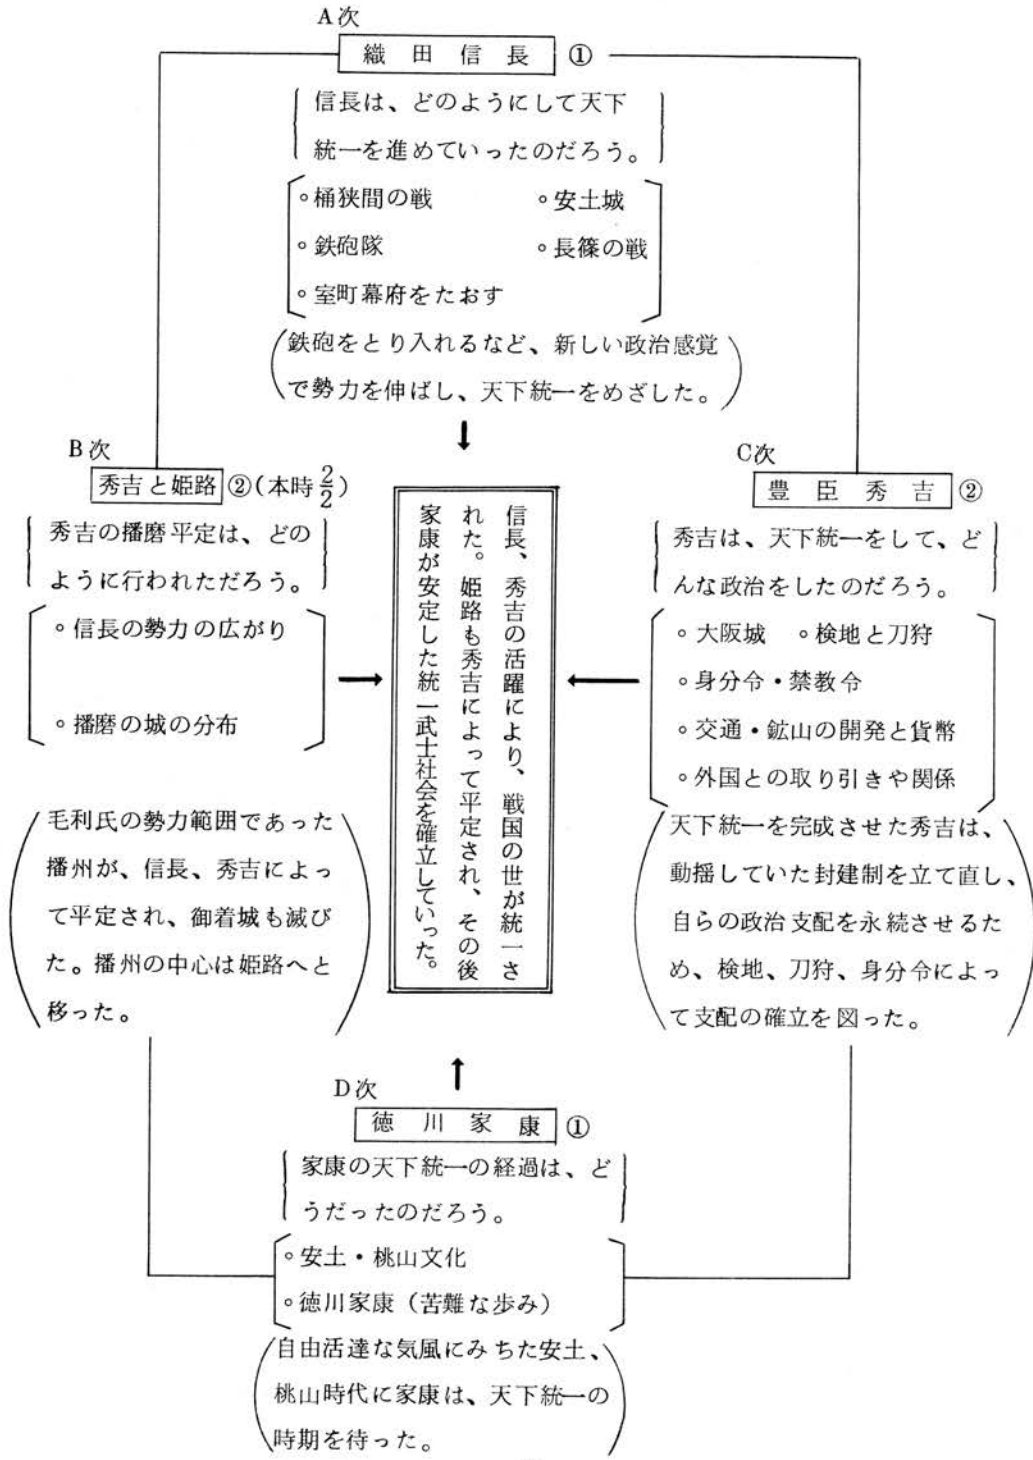 A次
織田信長 ①
信長は、どのようにして天下
統一を進めていったのだろう。
∘桶狭間の戦 ∘安土城
∘鉄砲隊 ∘長篠の戦
∘室町幕府をたおす
鉄砲をとり入れるなど、新しい政治感覚
で勢力を伸ばし、天下統一をめざした。
B次
秀吉と姫路 ②(本時2/2)
秀吉の播磨平定は、どの
ように行われただろう。
∘信長の勢力の広がり
∘播磨の城の分布
毛利氏の勢力範囲であった
播州が、信長、秀吉によっ
て平定され、御着城も滅び
た。播州の中心は姫路へと
移った。
信長、秀吉の活躍により、戦国の世が統一さ
れた。姫路も秀吉によって平定され、その後
家康が安定した統一武士社会を確立していった。
C次
豊臣秀吉 ②
秀吉は、天下統一をして、ど
んな政治をしたのだろう。
∘大阪城 ∘検地と刀狩
∘身分令・禁教令
∘交通・鉱山の開発と貨幣
∘外国との取り引きや関係
天下統一を完成させた秀吉は、
動揺していた封建制を立て直し、
自らの政治支配を永続させるた
め、検地、刀狩、身分令によっ
て支配の確立を図った。
D次
徳川家康 ①
家康の天下統一の経過は、ど
うだったのだろう。
∘安土・桃山文化
∘徳川家康（苦難な歩み）
自由活達な気風にみちた安土、
桃山時代に家康は、天下統一の
時期を待った。